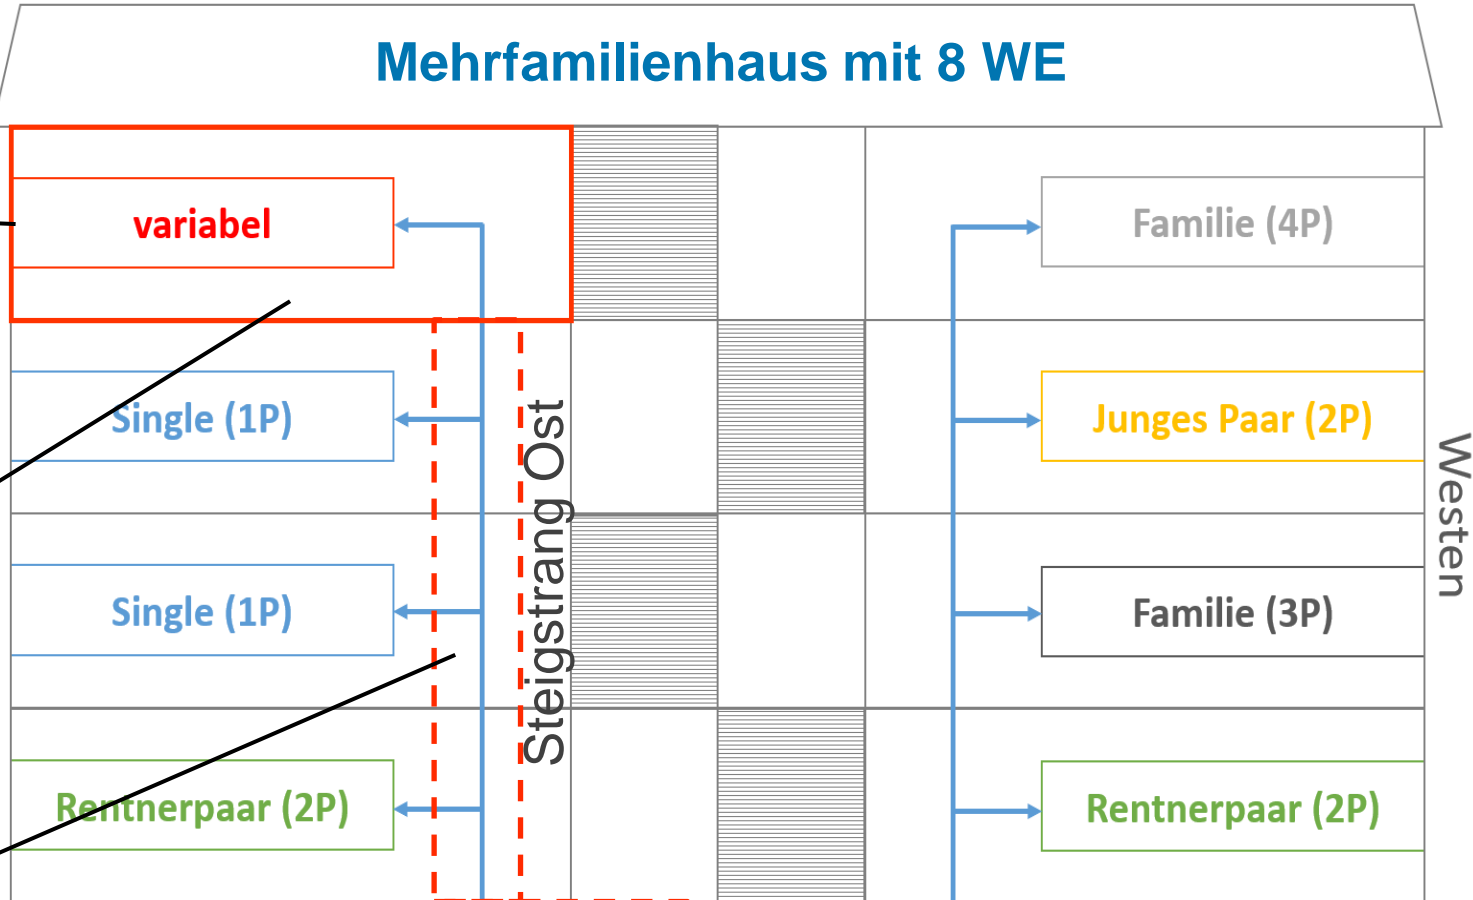 Mehrfamilienhaus mit 8 WE
variabel
Familie (4P)
Single (1P)
Junges Paar (2P)
Steigstrang Ost
Westen
Single (1P)
Familie (3P)
Rentnerpaar (2P)
Rentnerpaar (2P)